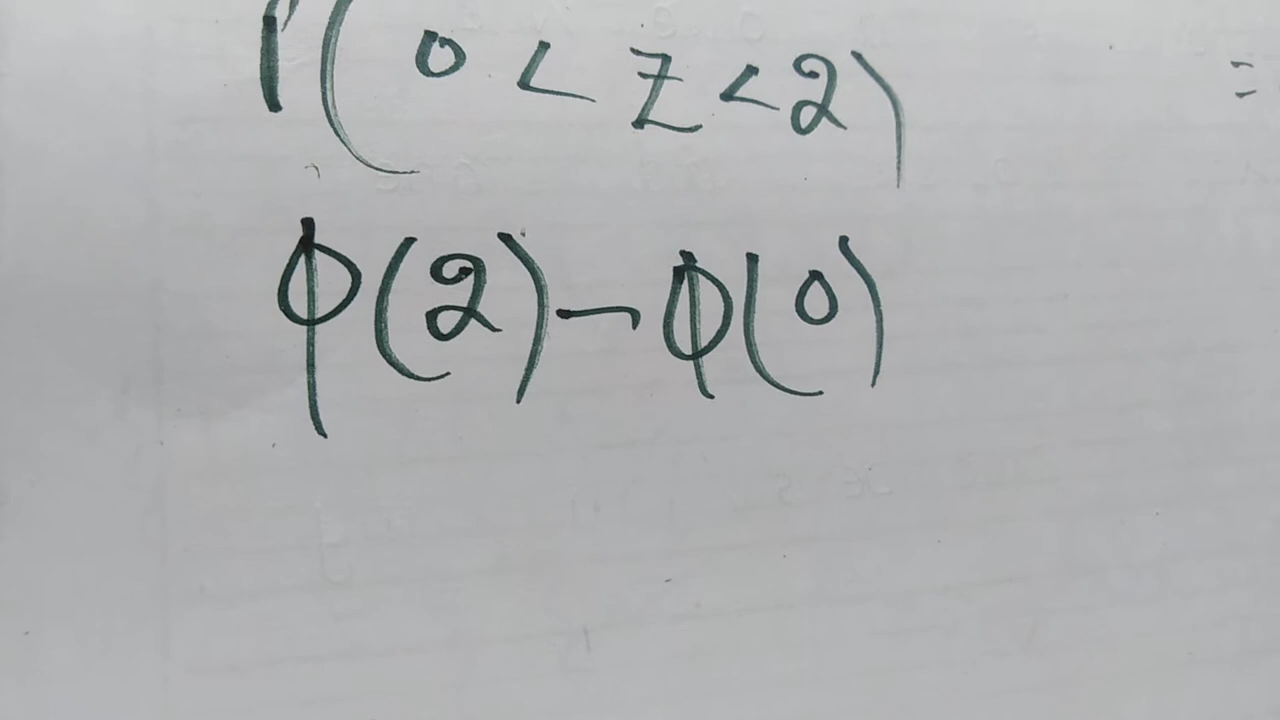 P(0 < Z < 2) =
ϕ(2) - ϕ(0)